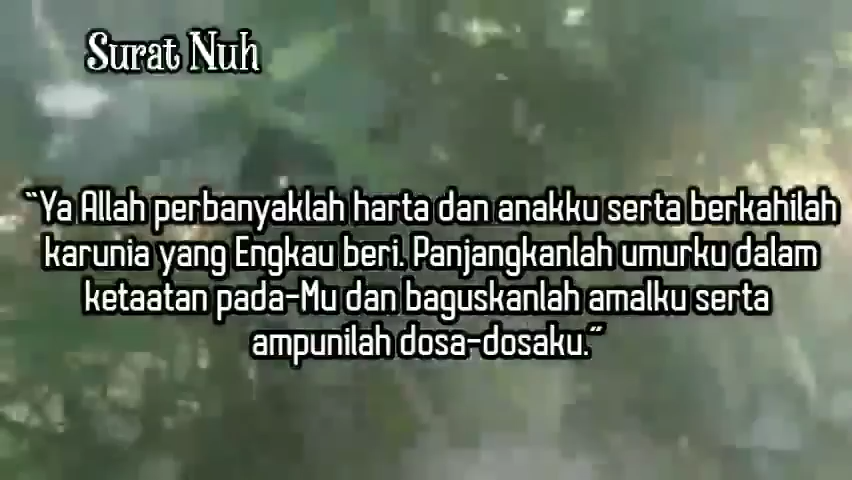 Surat Nuh
“Ya Allah perbanyaklah harta dan anakku serta berkahilah
karunia yang Engkau beri. Panjangkanlah umurku dalam
ketaatan pada-Mu dan baguskanlah amalku serta
ampunilah dosa-dosaku.”